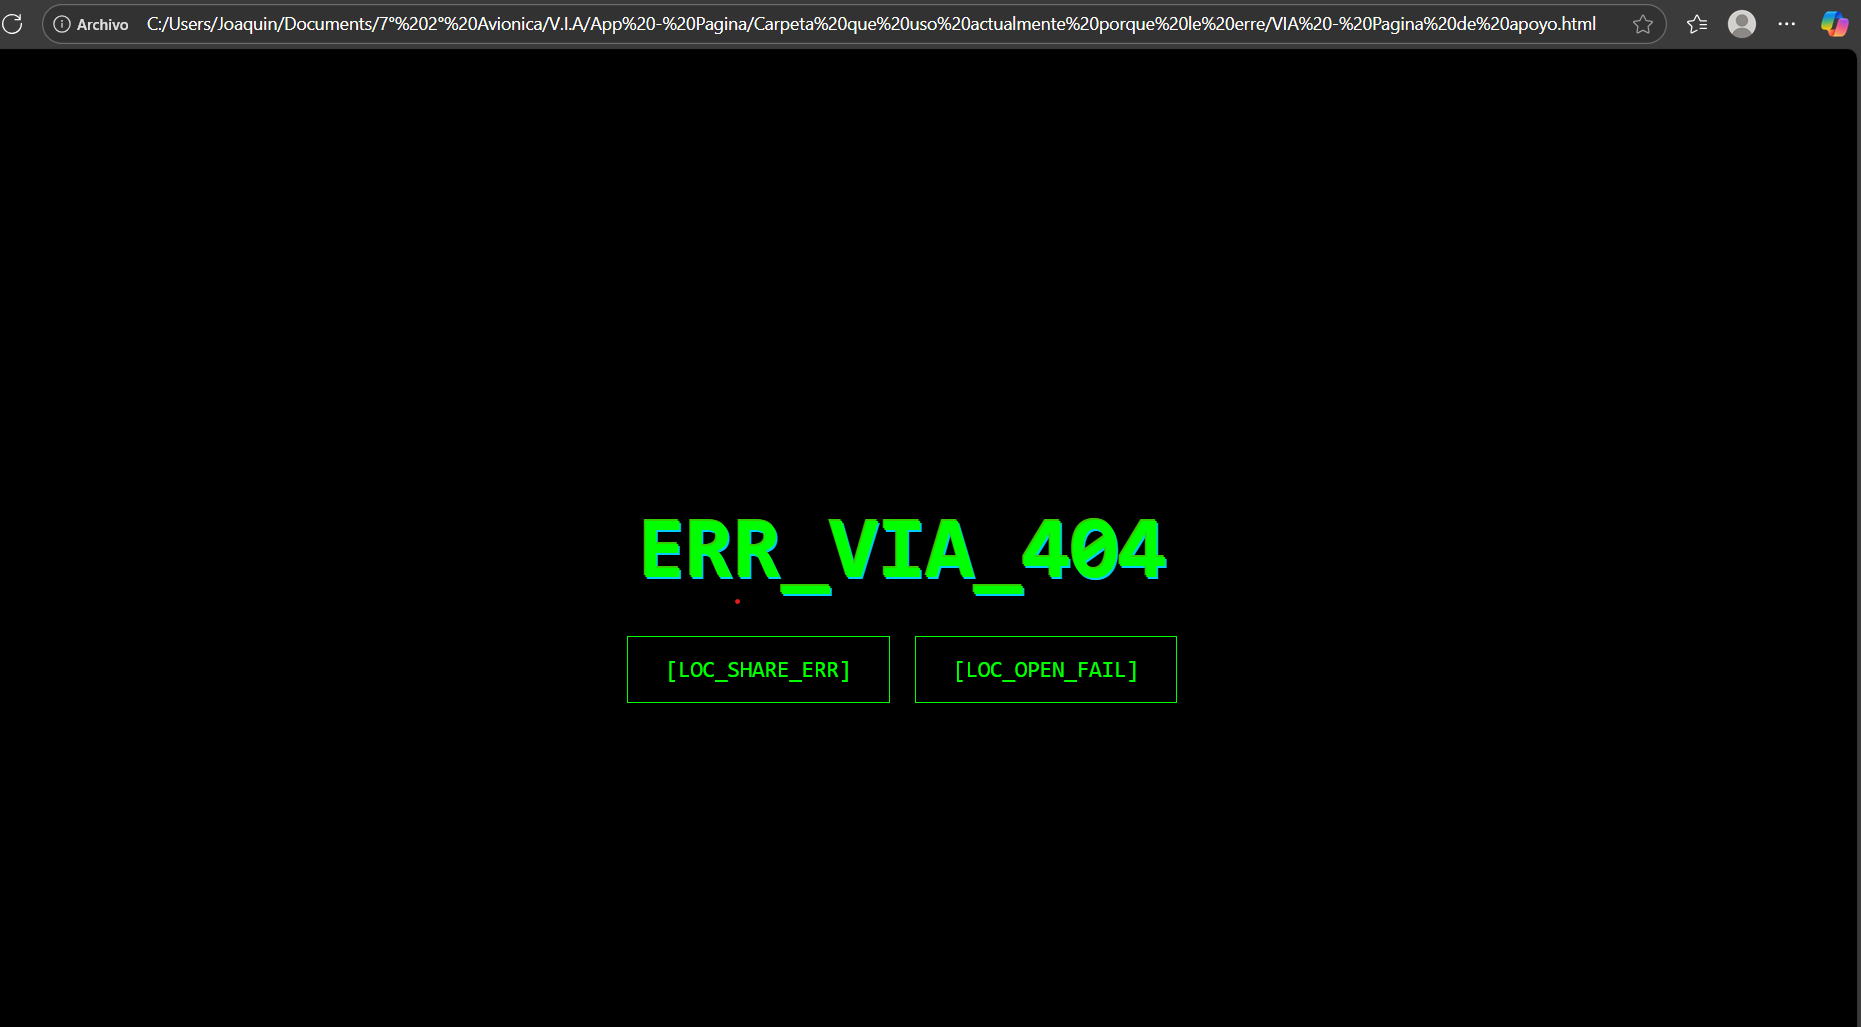 Archivo C:/Users/Joaquin/Documents/7°%202°%20Avionica/V.I.A/App%20-%20Pagina/Carpeta%20que%20uso%20actualmente%20porque%20le%20erre/VIA%20-%20Pagina%20de%20apoyo.html
ERR_VIA_404
[LOC_SHARE_ERR] [LOC_OPEN_FAIL]